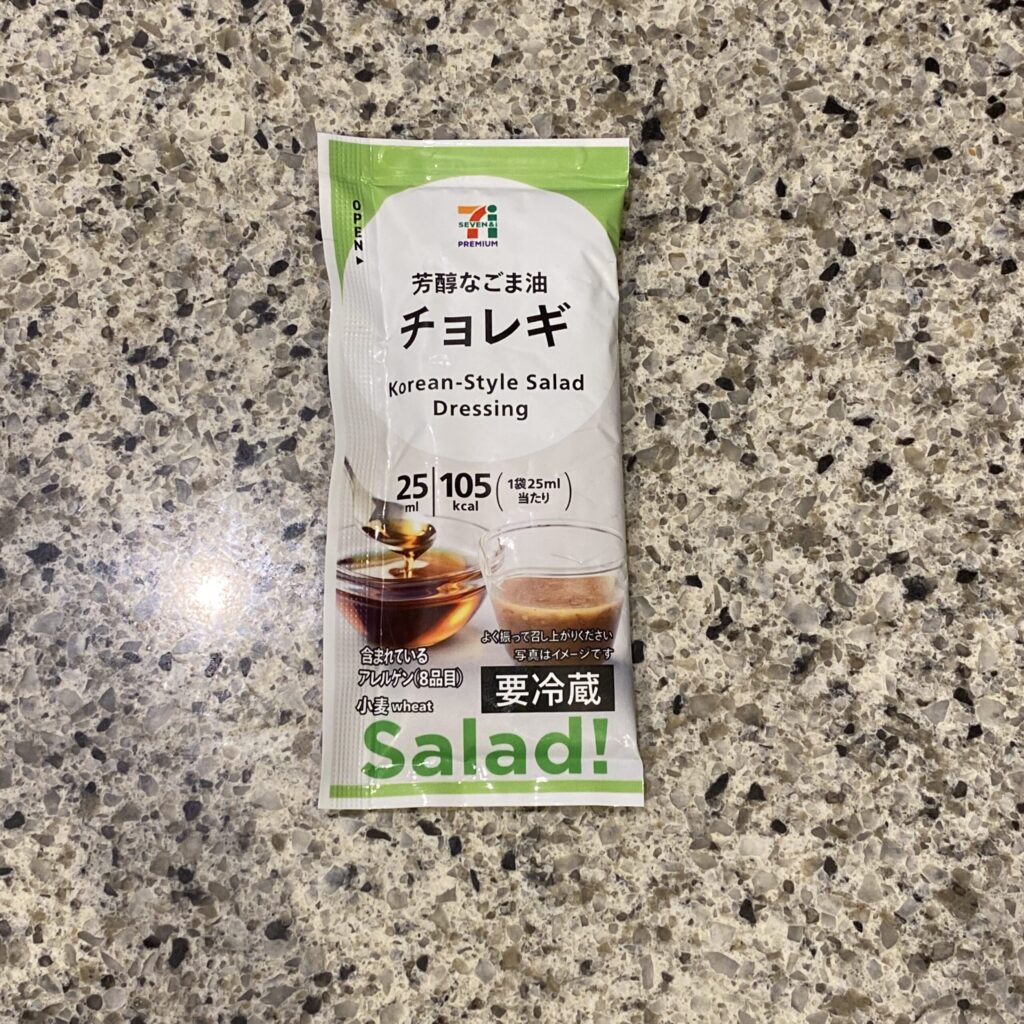 OPEN
SEVEN&i
PREMIUM
芳醇なごま油
チョレギ
Korean-Style Salad
Dressing
25 ml 105 kcal (1袋25ml当たり)
よく振って召し上がりください
写真はイメージです
含まれている
アレルゲン(8品目)
小麦 wheat
要冷蔵
Salad!